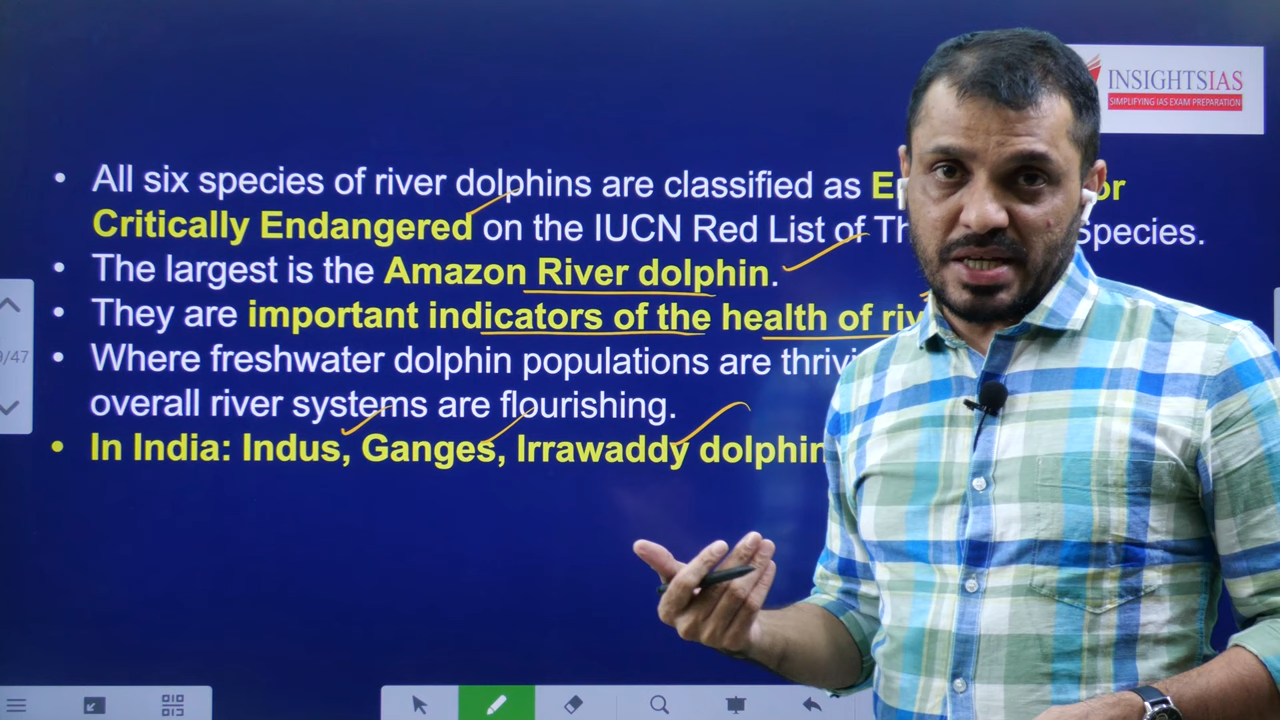 INSIGHTSIAS
SIMPLIFYING IAS EXAM PREPARATION
• All six species of river dolphins are classified as
Critically Endangered on the IUCN Red List of Species.
• The largest is the Amazon River dolphin.
• They are important indicators of the health of
• Where freshwater dolphin populations are
overall river systems are flourishing.
• In India: Indus, Ganges, Irrawaddy
/47